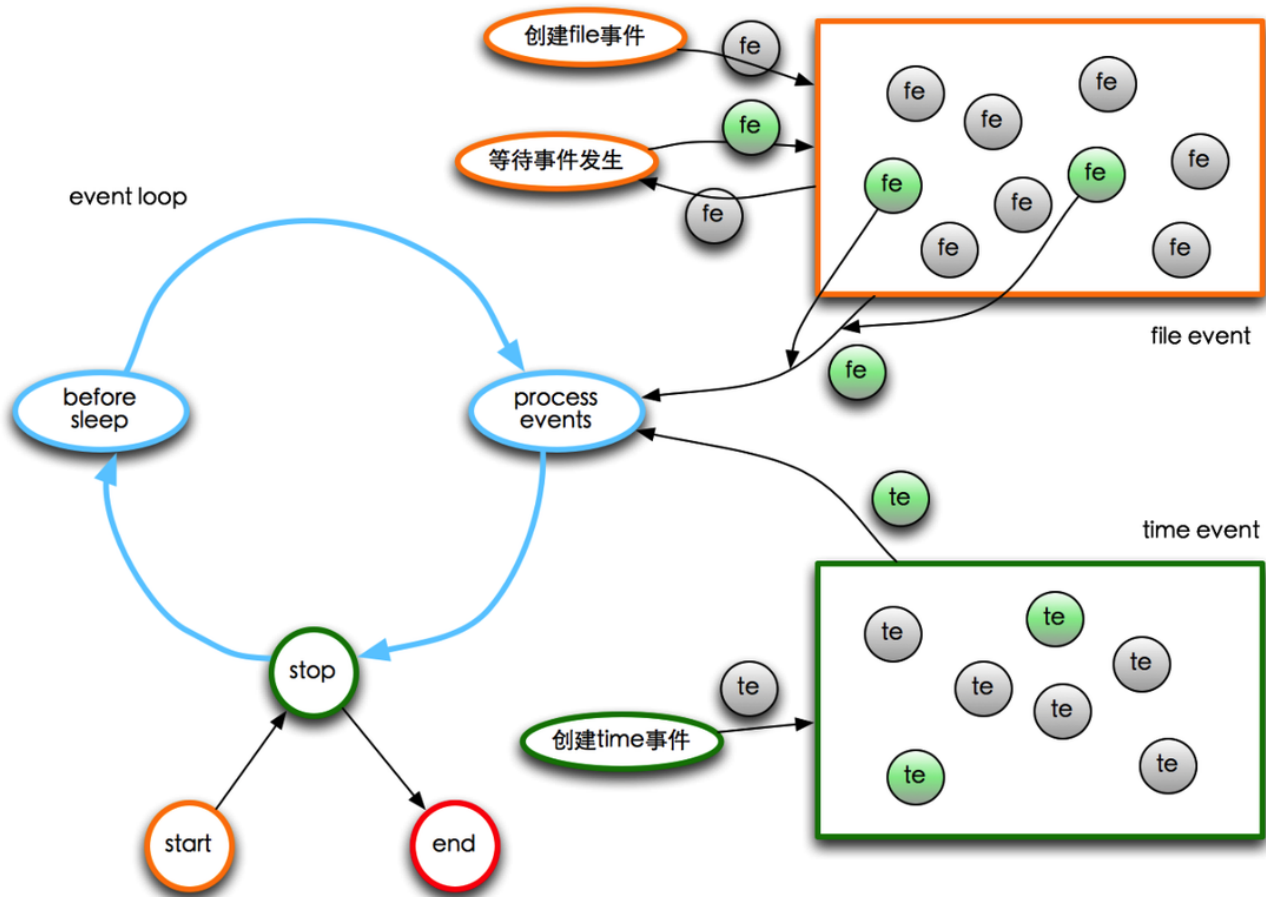 创建file事件
fe
fe
fe
fe
fe
等待事件发生
fe
fe
fe
fe
fe
fe
fe
event loop
file event
fe
before
sleep
process
events
te
time event
te
te
te
te
te
te
创建time事件
te
te
stop
start
end